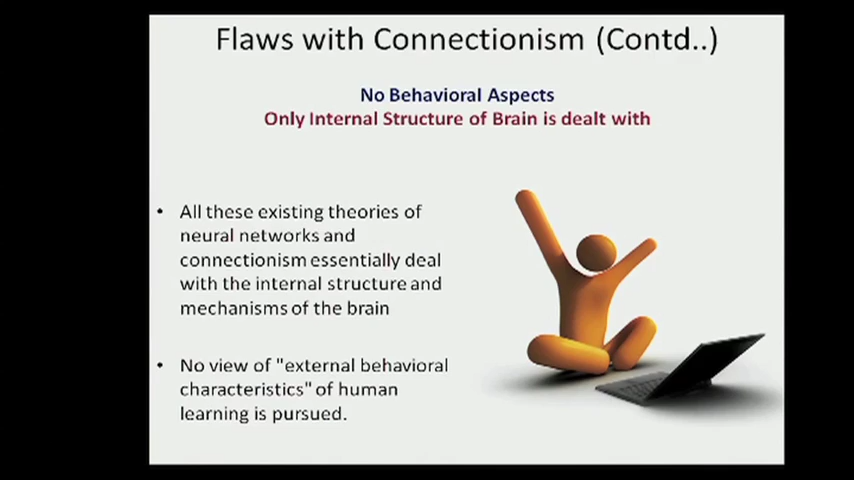 Flaws with Connectionism (Contd..)
No Behavioral Aspects
Only Internal Structure of Brain is dealt with
• All these existing theories of
neural networks and
connectionism essentially deal
with the internal structure and
mechanisms of the brain
• No view of "external behavioral
characteristics" of human
learning is pursued.